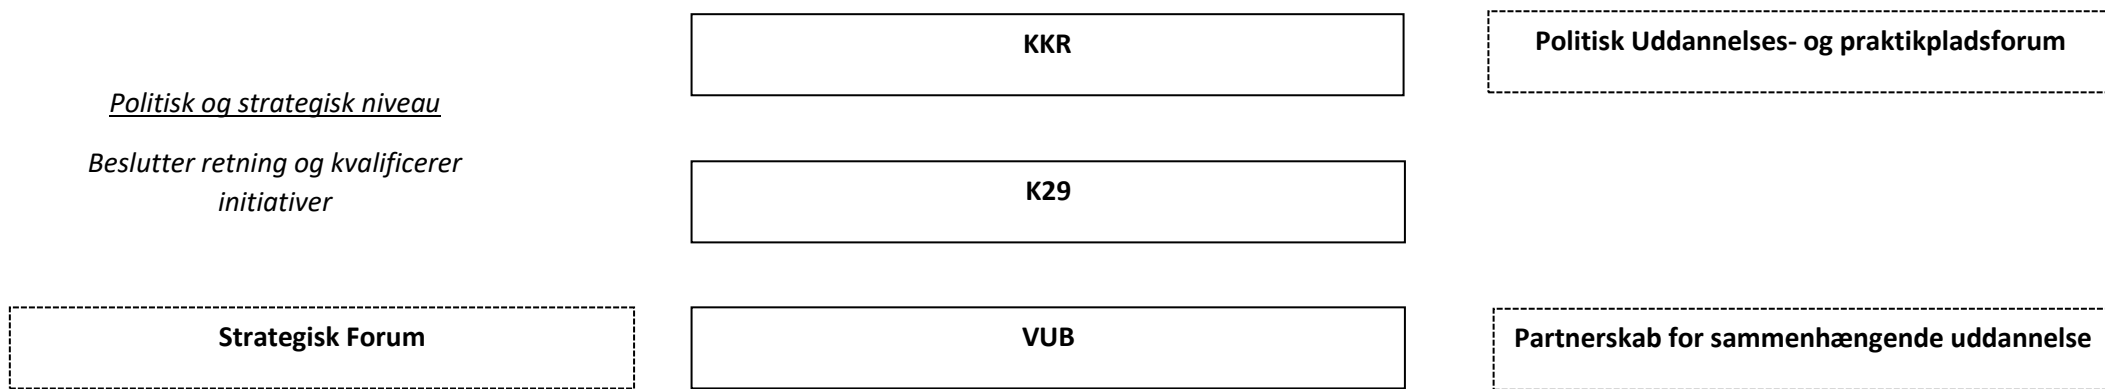 KKR
Politisk Uddannelses- og praktikpladsforum
Politisk og strategisk niveau
Beslutter retning og kvalificerer
initiativer
K29
Strategisk Forum
VUB
Partnerskab for sammenhængende uddannelse